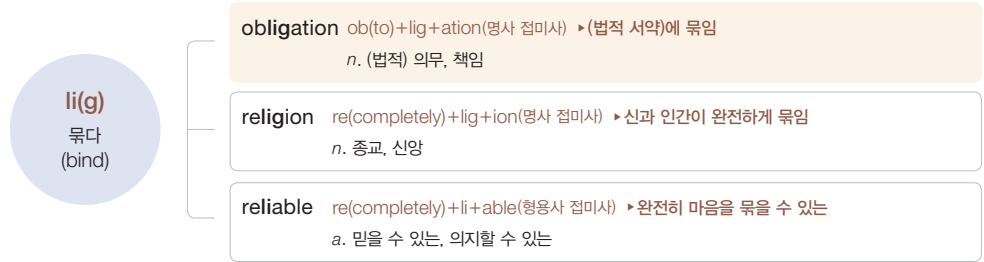 li(g)
묶다
(bind)
obligation ob(to)+lig+ation(명사 접미사) ▸(법적 서약)에 묶임
n. (법적) 의무, 책임
religion re(completely)+lig+ion(명사 접미사) ▸신과 인간이 완전하게 묶임
n. 종교, 신앙
reliable re(completely)+li+able(형용사 접미사) ▸완전히 마음을 묶을 수 있는
a. 믿을 수 있는, 의지할 수 있는